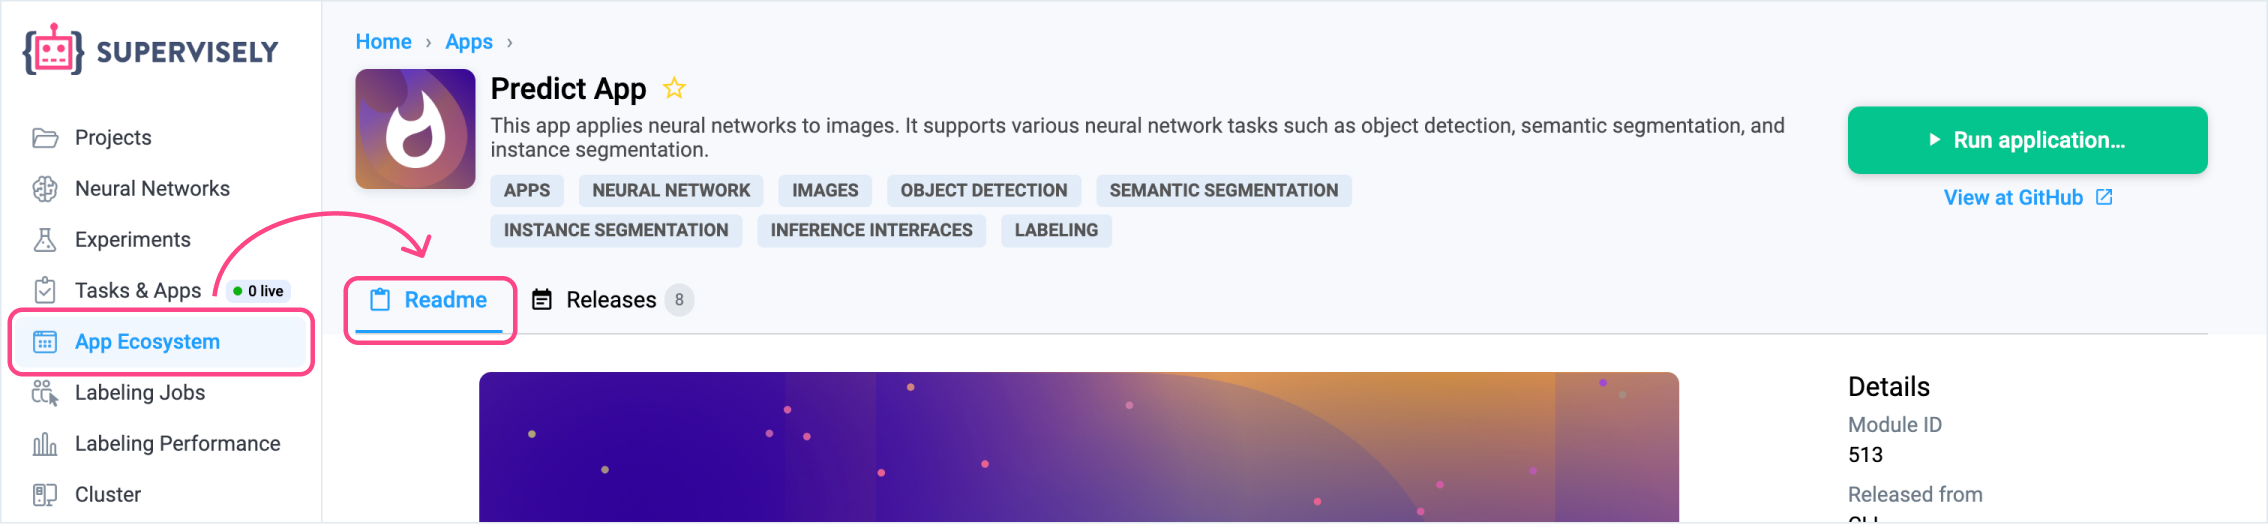 SUPERVISELY
Projects
Neural Networks
Experiments
Tasks & Apps 0 live
App Ecosystem
Labeling Jobs
Labeling Performance
Cluster
Home › Apps ›
Predict App
This app applies neural networks to images. It supports various neural network tasks such as object detection, semantic segmentation, and
instance segmentation.
APPS NEURAL NETWORK IMAGES OBJECT DETECTION SEMANTIC SEGMENTATION
INSTANCE SEGMENTATION INFERENCE INTERFACES LABELING
Run application...
View at GitHub
Readme Releases 8
Details
Module ID
513
Released from